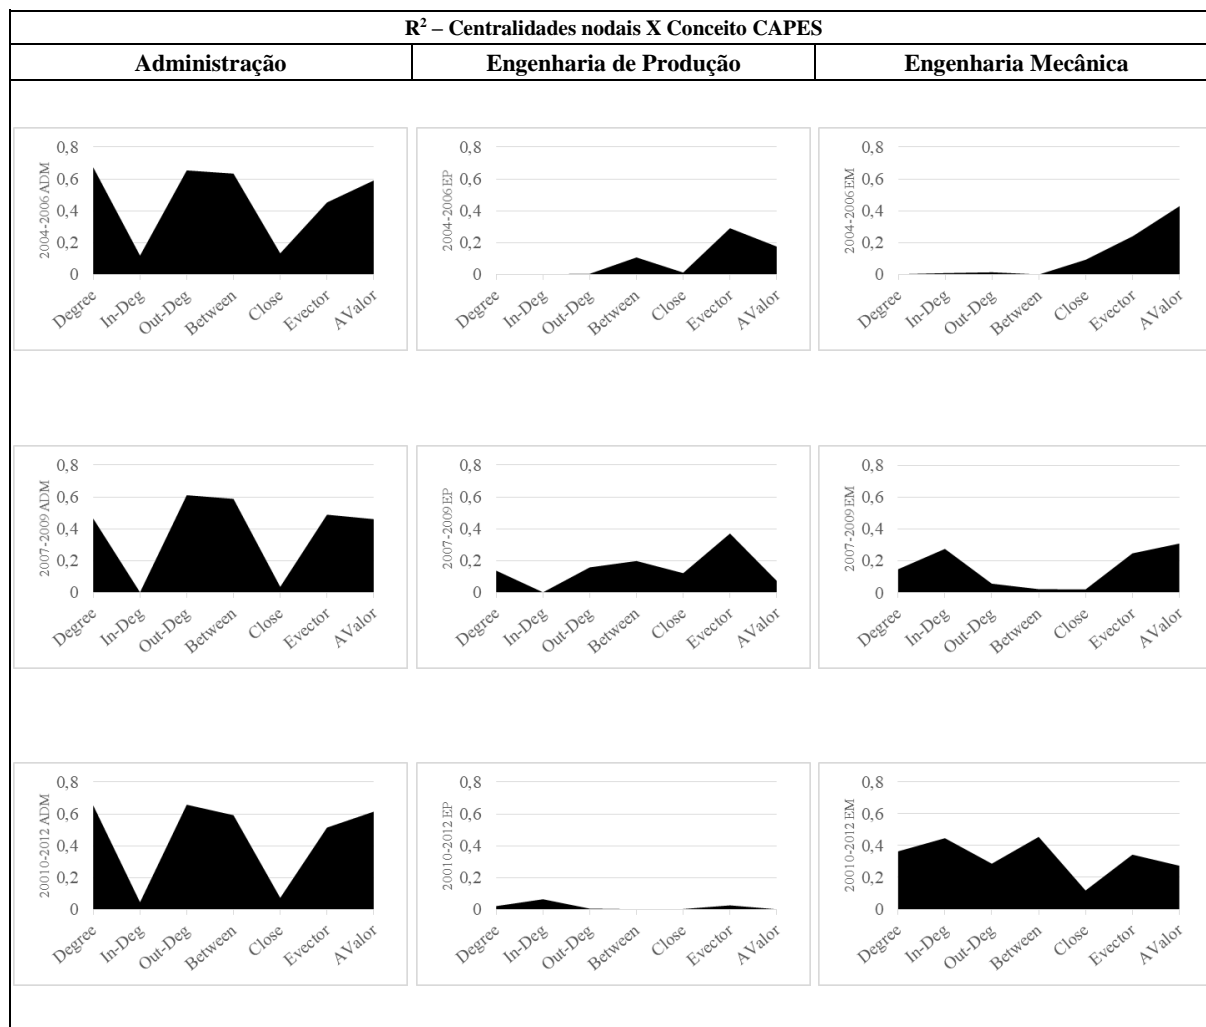 R² – Centralidades nodais X Conceito CAPES
Administração
Engenharia de Produção
Engenharia Mecânica
2004-2006 ADM
0,8
0,6
0,4
0,2
0
Degree
In-Deg
Out-Deg
Between
Close
Evector
AValor
2004-2006 EP
0,8
0,6
0,4
0,2
0
Degree
In-Deg
Out-Deg
Between
Close
Evector
AValor
2004-2006 EM
0,8
0,6
0,4
0,2
0
Degree
In-Deg
Out-Deg
Between
Close
Evector
AValor
2007-2009 ADM
0,8
0,6
0,4
0,2
0
Degree
In-Deg
Out-Deg
Between
Close
Evector
AValor
2007-2009 EP
0,8
0,6
0,4
0,2
0
Degree
In-Deg
Out-Deg
Between
Close
Evector
AValor
2007-2009 EM
0,8
0,6
0,4
0,2
0
Degree
In-Deg
Out-Deg
Between
Close
Evector
AValor
20010-2012 ADM
0,8
0,6
0,4
0,2
0
Degree
In-Deg
Out-Deg
Between
Close
Evector
AValor
20010-2012 EP
0,8
0,6
0,4
0,2
0
Degree
In-Deg
Out-Deg
Between
Close
Evector
AValor
20010-2012 EM
0,8
0,6
0,4
0,2
0
Degree
In-Deg
Out-Deg
Between
Close
Evector
AValor